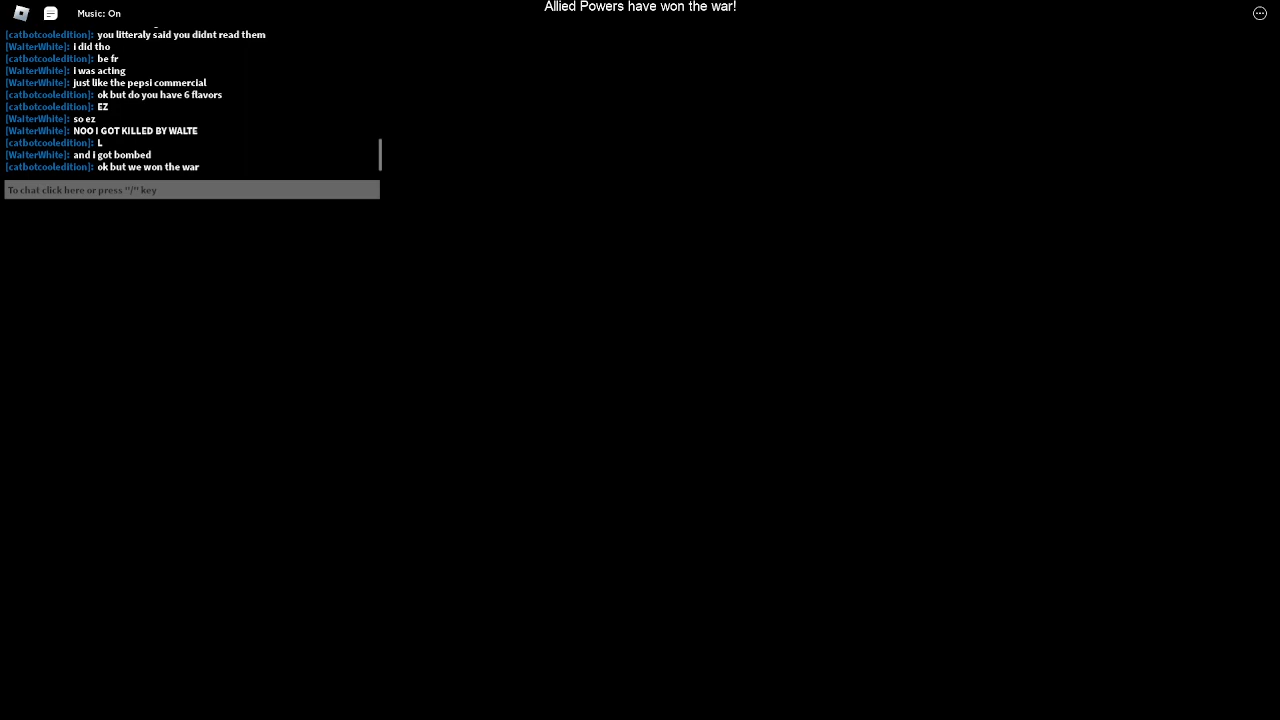 Music: On
Allied Powers have won the war!
[catbotcooledition]: you litteraly said you didnt read them
[WalterWhite]: i did tho
[catbotcooledition]: be fr
[WalterWhite]: i was acting
[WalterWhite]: just like the pepsi commercial
[catbotcooledition]: ok but do you have 6 flavors
[catbotcooledition]: EZ
[WalterWhite]: so ez
[WalterWhite]: NOO I GOT KILLED BY WALTE
[catbotcooledition]: L
[WalterWhite]: and i got bombed
[catbotcooledition]: ok but we won the war
To chat click here or press "/" key